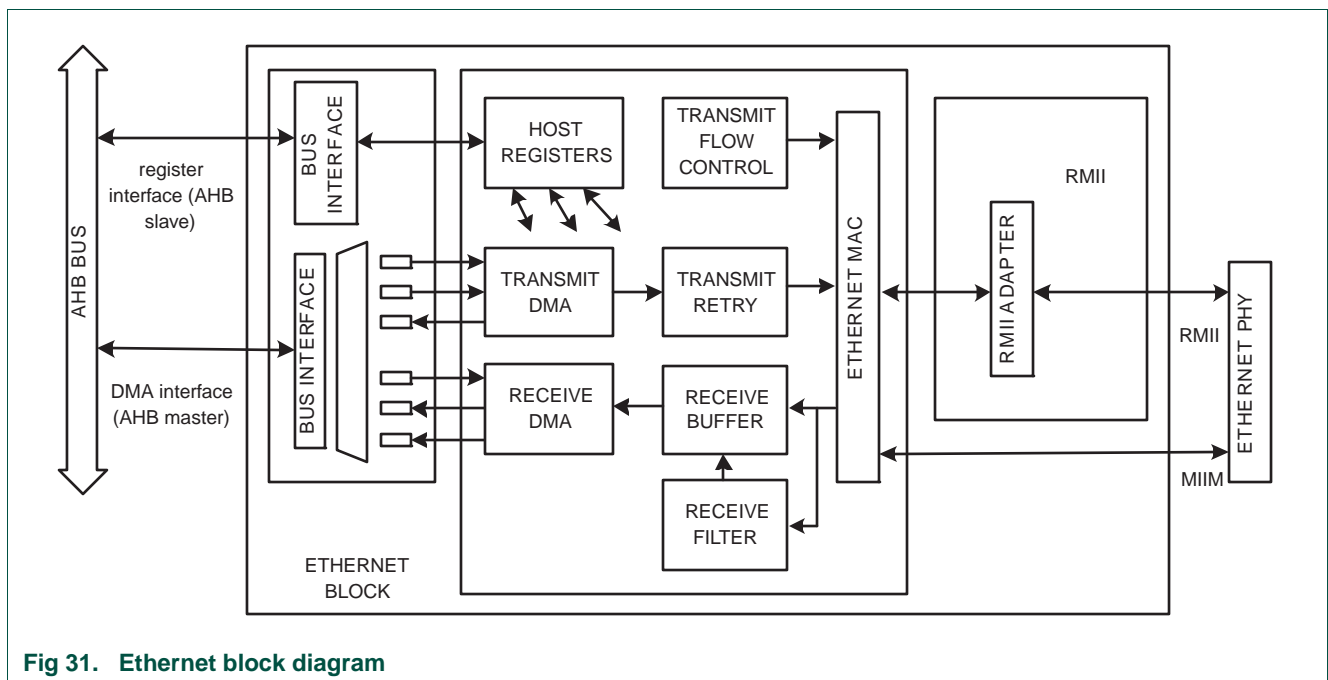 AHB BUS
register
interface (AHB
slave)
DMA interface
(AHB master)
BUS
INTERFACE
BUS INTERFACE
HOST
REGISTERS
TRANSMIT
FLOW
CONTROL
TRANSMIT
DMA
TRANSMIT
RETRY
RECEIVE
DMA
RECEIVE
BUFFER
RECEIVE
FILTER
ETHERNET MAC
RMII
RMII ADAPTER
RMII
MIIM
ETHERNET PHY
ETHERNET
BLOCK
Fig 31. Ethernet block diagram